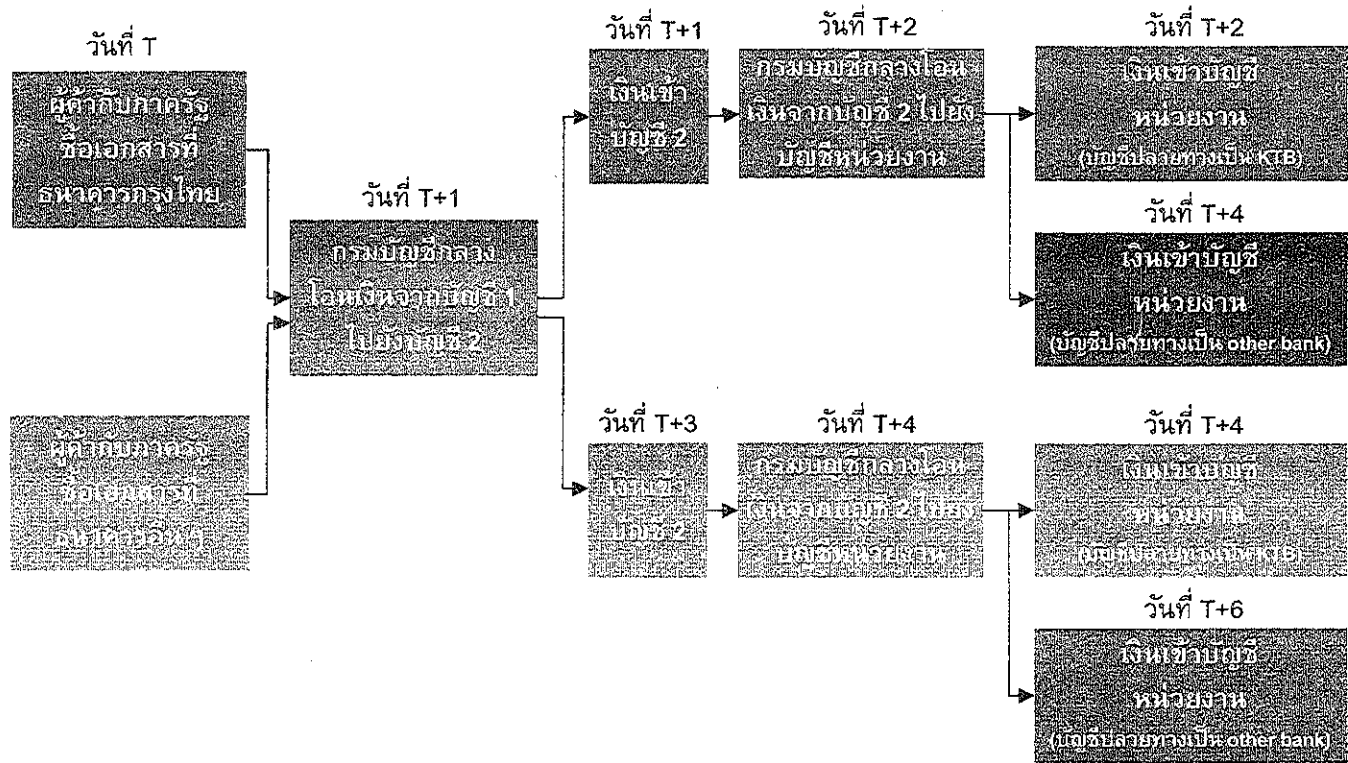 วันที่ T
ผู้ค้ากับภาครัฐ
ซื้อเอกสารที่
ธนาคารกรุงไทย
วันที่ T+1
กรมบัญชีกลาง
โอนเงินจากบัญชี 1
ไปยังบัญชี 2
ผู้ค้ากับภาครัฐ
ซื้อเอกสารที่
ธนาคารอื่น ๆ
วันที่ T+1
เงินเข้า
บัญชี 2
วันที่ T+2
กรมบัญชีกลางโอน
เงินจากบัญชี 2 ไปยัง
บัญชีหน่วยงาน
วันที่ T+2
เงินเข้าบัญชี
หน่วยงาน
(บัญชีปลายทางเป็น KTB)
วันที่ T+4
เงินเข้าบัญชี
หน่วยงาน
(บัญชีปลายทางเป็น other bank)
วันที่ T+3
เงินเข้า
บัญชี 2
วันที่ T+4
กรมบัญชีกลางโอน
เงินจากบัญชี 2 ไปยัง
บัญชีหน่วยงาน
วันที่ T+4
เงินเข้าบัญชี
หน่วยงาน
(บัญชีปลายทางเป็น KTB)
วันที่ T+6
เงินเข้าบัญชี
หน่วยงาน
(บัญชีปลายทางเป็น other bank)